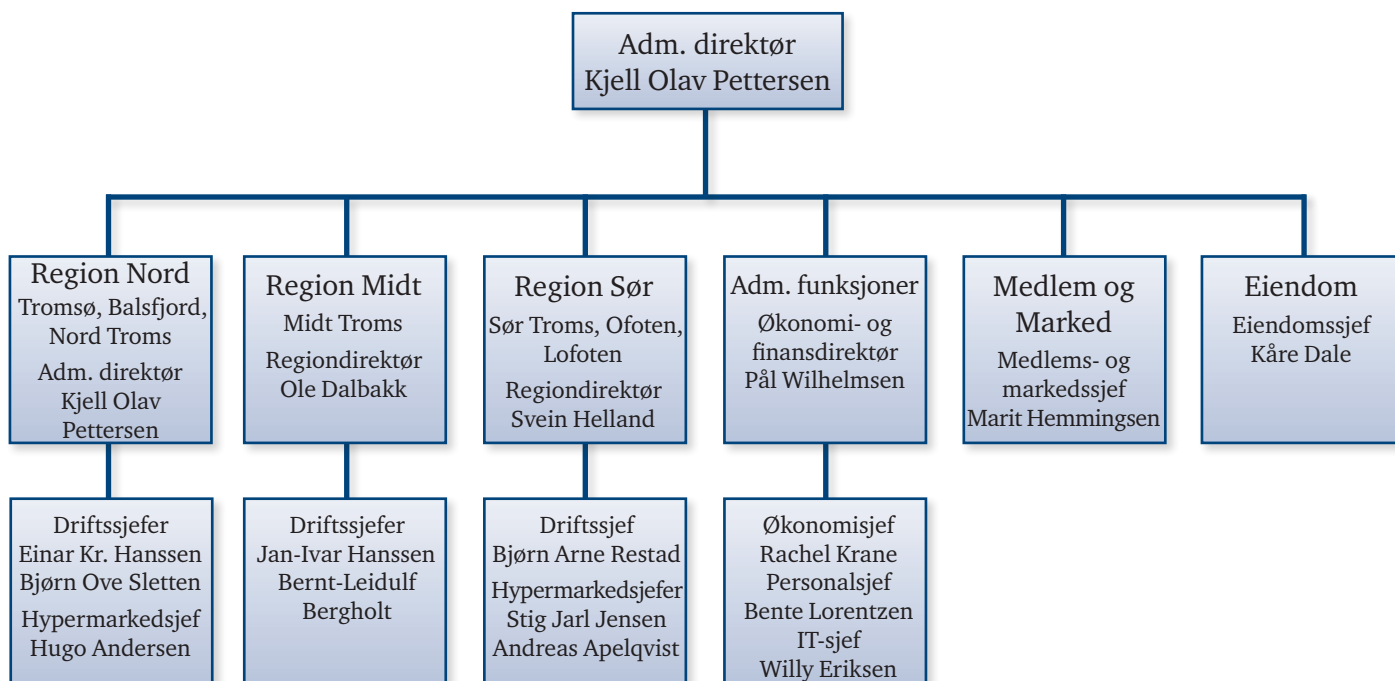 Adm. direktør
Kjell Olav Pettersen
Region Nord
Tromsø, Balsfjord,
Nord Troms
Adm. direktør
Kjell Olav
Pettersen
Region Midt
Midt Troms
Regiondirektør
Ole Dalbakk
Region Sør
Sør Troms, Ofoten,
Lofoten
Regiondirektør
Svein Helland
Adm. funksjoner
Økonomi- og
finansdirektør
Pål Wilhelmsen
Medlem og
Marked
Medlems- og
markedssjef
Marit Hemmingsen
Eiendom
Eiendomssjef
Kåre Dale
Driftssjefer
Einar Kr. Hanssen
Bjørn Ove Sletten
Hypermarkedsjef
Hugo Andersen
Driftssjefer
Jan-Ivar Hanssen
Bernt-Leidulf
Bergholt
Driftssjef
Bjørn Arne Restad
Hypermarkedsjefer
Stig Jarl Jensen
Andreas Apelqvist
Økonomisjef
Rachel Krane
Personalsjef
Bente Lorentzen
IT-sjef
Willy Eriksen